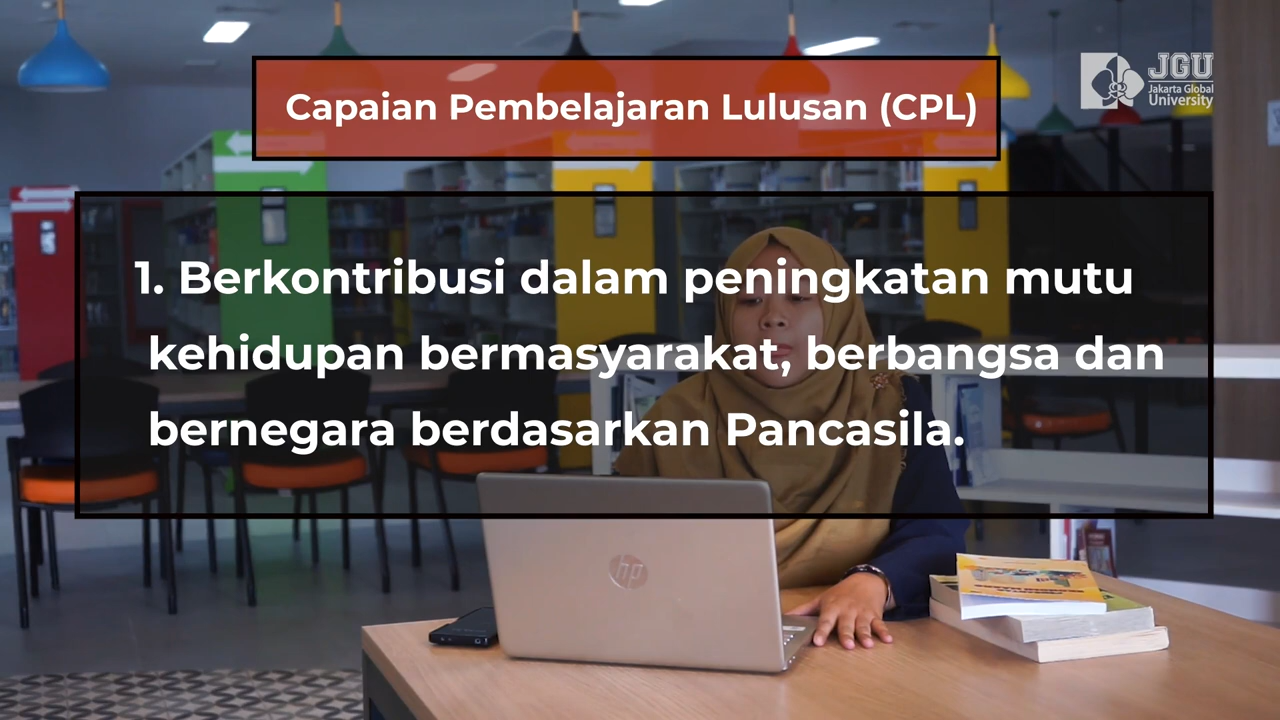 Capaian Pembelajaran Lulusan (CPL)
JGU
Jakarta Global
University
1. Berkontribusi dalam peningkatan mutu
kehidupan bermasyarakat, berbangsa dan
bernegara berdasarkan Pancasila.
hp